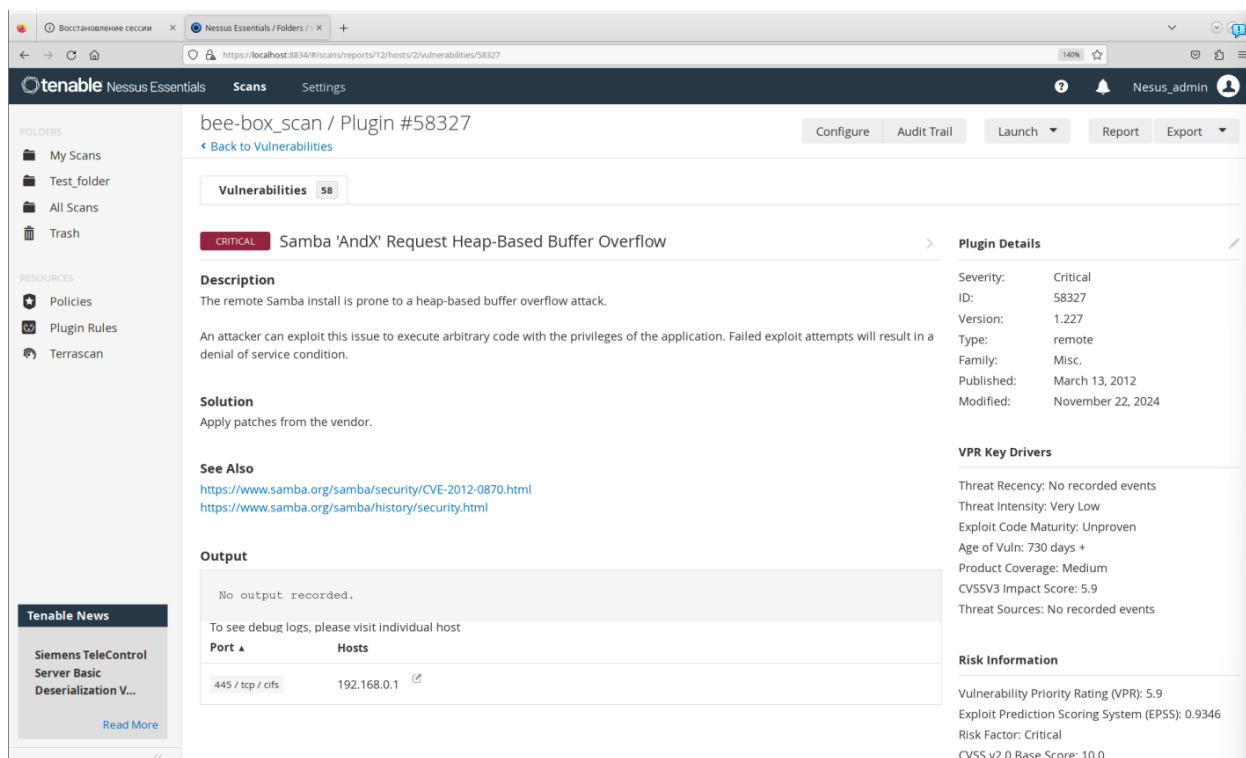 Восстановление сессии
Nessus Essentials / Folders / V
https://localhost:8834/#/scans/reports/12/hosts/2/vulnerabilities/58327
140%
tenable Nessus Essentials
Scans
Settings
Nesus_admin
FOLDERS
My Scans
Test_folder
All Scans
Trash
RESOURCES
Policies
Plugin Rules
Terrascan
Tenable News
Siemens TeleControl
Server Basic
Deserialization V...
Read More
bee-box_scan / Plugin #58327
Back to Vulnerabilities
Configure
Audit Trail
Launch
Report
Export
Vulnerabilities 58
CRITICAL Samba 'AndX' Request Heap-Based Buffer Overflow
Description
The remote Samba install is prone to a heap-based buffer overflow attack.
An attacker can exploit this issue to execute arbitrary code with the privileges of the application. Failed exploit attempts will result in a
denial of service condition.
Solution
Apply patches from the vendor.
See Also
https://www.samba.org/samba/security/CVE-2012-0870.html
https://www.samba.org/samba/history/security.html
Output
No output recorded.
To see debug logs, please visit individual host
Port Hosts
445 / tcp / cifs 192.168.0.1
Plugin Details
Severity: Critical
ID: 58327
Version: 1.227
Type: remote
Family: Misc.
Published: March 13, 2012
Modified: November 22, 2024
VPR Key Drivers
Threat Recency: No recorded events
Threat Intensity: Very Low
Exploit Code Maturity: Unproven
Age of Vuln: 730 days +
Product Coverage: Medium
CVSSV3 Impact Score: 5.9
Threat Sources: No recorded events
Risk Information
Vulnerability Priority Rating (VPR): 5.9
Exploit Prediction Scoring System (EPSS): 0.9346
Risk Factor: Critical
CVSS v2.0 Base Score: 10.0